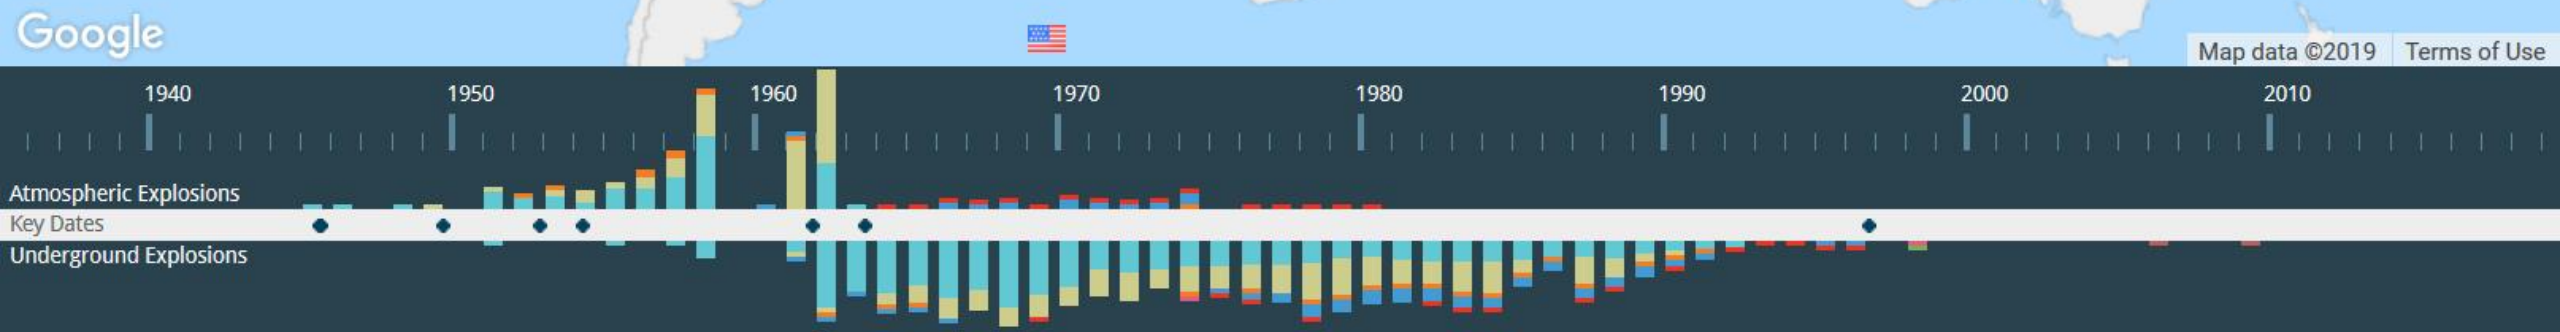 Google
Map data ©2019 Terms of Use
1940 1950 1960 1970 1980 1990 2000 2010
Atmospheric Explosions
Key Dates
Underground Explosions